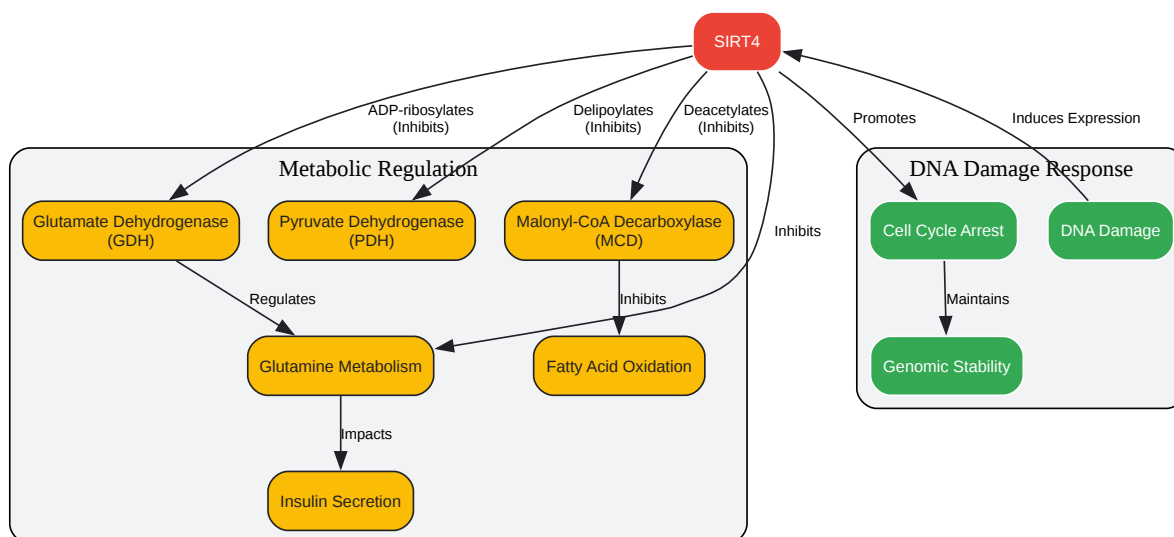 SIRT4
ADP-ribosylates
(Inhibits)
Delipoylates
(Inhibits)
Deacetylates
(Inhibits)
Promotes
Induces Expression
Metabolic Regulation
DNA Damage Response
Glutamate Dehydrogenase
(GDH)
Pyruvate Dehydrogenase
(PDH)
Malonyl-CoA Decarboxylase
(MCD)
Inhibits
Cell Cycle Arrest
DNA Damage
Regulates
Inhibits
Maintains
Glutamine Metabolism
Fatty Acid Oxidation
Genomic Stability
Impacts
Insulin Secretion